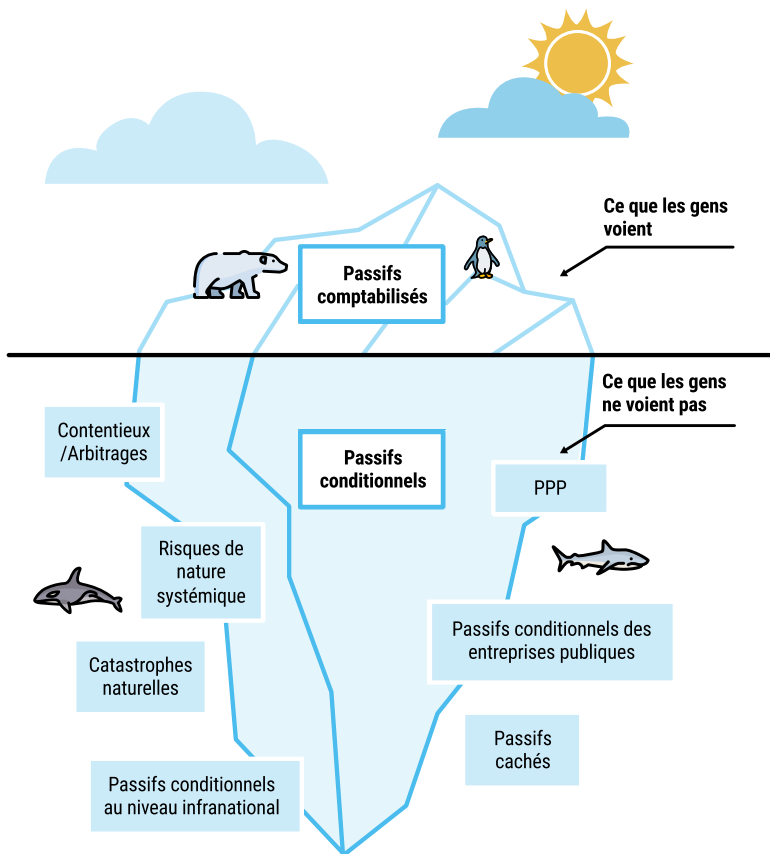 Ce que les gens
voient
Passifs
comptabilisés
Ce que les gens
ne voient pas
Contentieux
/Arbitrages
Passifs
conditionnels
PPP
Risques de
nature
systémique
Passifs conditionnels des
entreprises publiques
Catastrophes
naturelles
Passifs
cachés
Passifs conditionnels
au niveau infranational